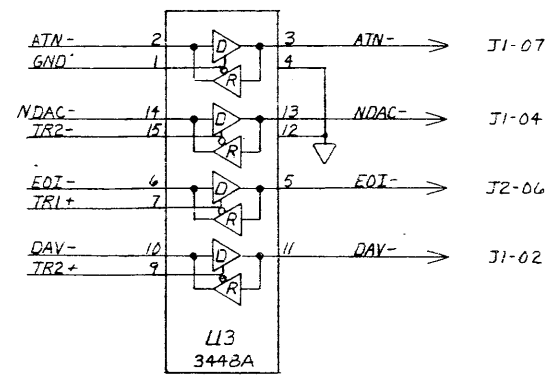 ATN- 2 D 3 ATN- J1-07
GND 1 R 4
NDAC- 14 D 13 NDAC- J1-04
TR2- 15 R 12
EOI- 6 D 5 EOI- J2-06
TR1+ 7 R
DAV- 10 D 11 DAV- J1-02
TR2+ 9 R
U3
3448A